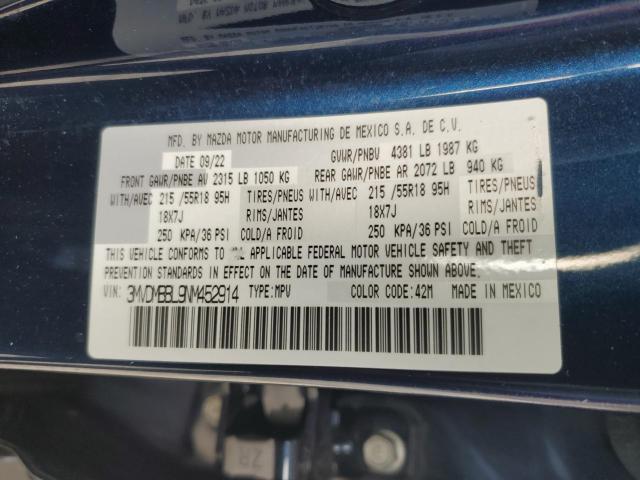 MFD. BY MAZDA MOTOR MANUFACTURING DE MEXICO S.A. DE C.V.
DATE 09/22 GVWR/PNBV 4381 LB 1987 KG
FRONT GAWR/PNBE AV 2315 LB 1050 KG REAR GAWR/PNBE AR 2072 LB 940 KG
WITH/AVEC 215 /55R18 95H TIRES/PNEUS WITH/AVEC 215 /55R18 95H TIRES/PNEUS
18X7J RIMS/JANTES 18X7J RIMS/JANTES
250 KPA/36 PSI COLD/A FROID 250 KPA/36 PSI COLD/A FROID
THIS VEHICLE CONFORMS TO ALL APPLICABLE FEDERAL MOTOR VEHICLE SAFETY AND THEFT
PREVENTION STANDARDS IN EFFECT ON THE DATE OF MANUFACTURE SHOWN ABOVE.
VIN: 3MVDMBBL9NM452914 TYPE: MPV COLOR CODE: 42M MADE IN MEXICO